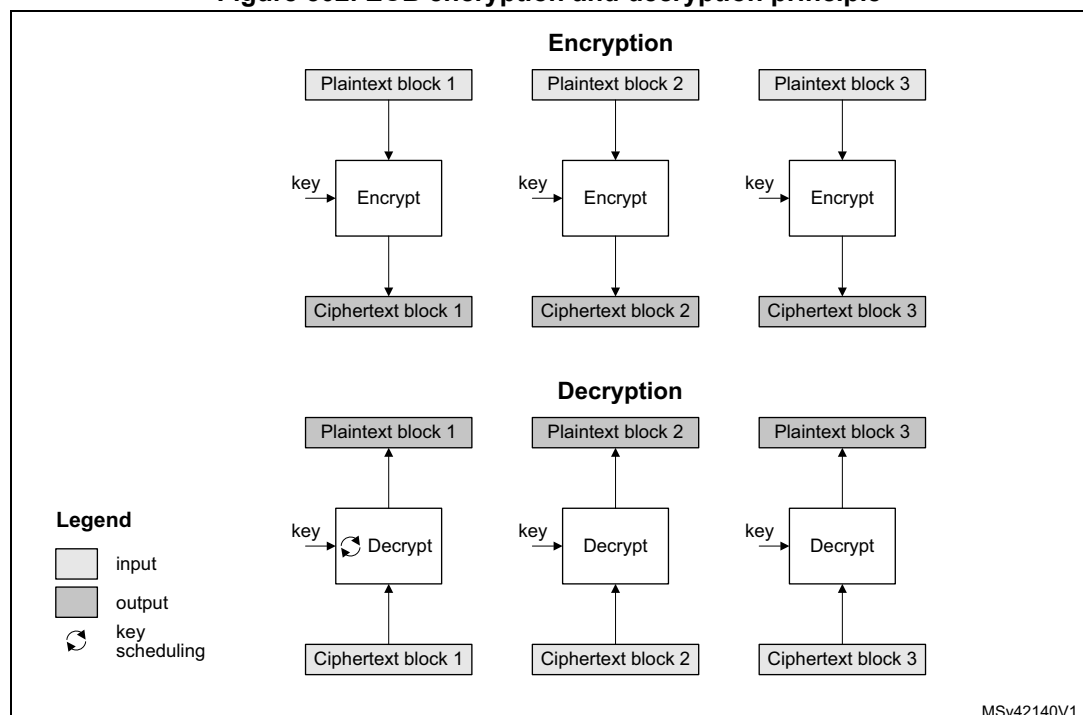 Encryption
Plaintext block 1 Plaintext block 2 Plaintext block 3
key Encrypt key Encrypt key Encrypt
Ciphertext block 1 Ciphertext block 2 Ciphertext block 3
Decryption
Plaintext block 1 Plaintext block 2 Plaintext block 3
key Decrypt key Decrypt key Decrypt
Ciphertext block 1 Ciphertext block 2 Ciphertext block 3
Legend
input
output
key
scheduling
MSv42140V1